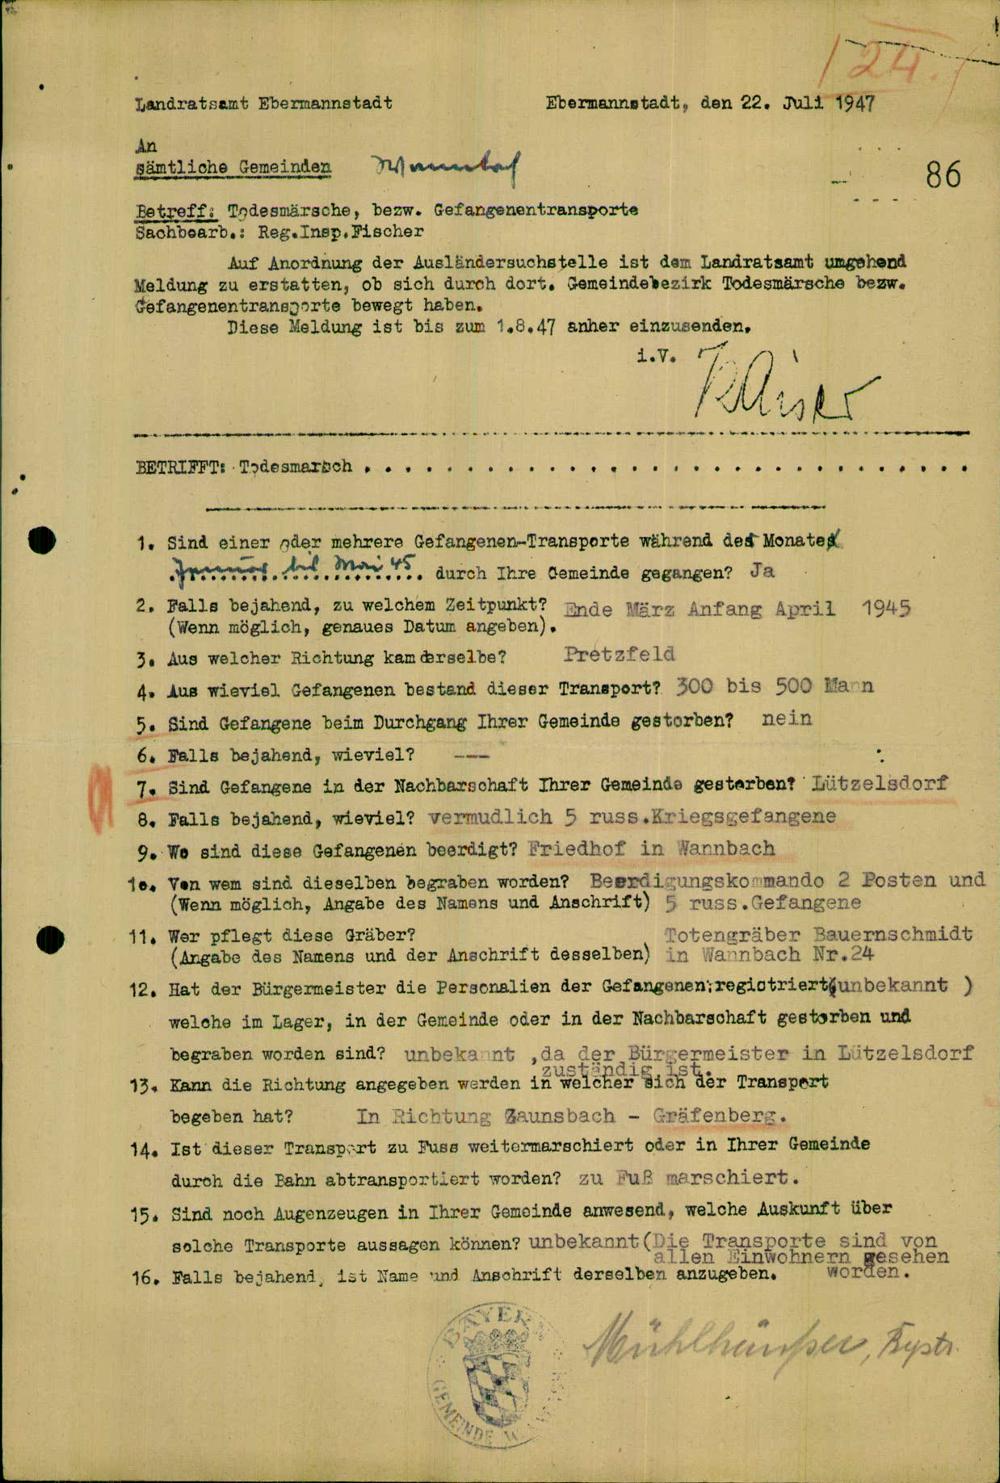 124.
Landratsamt Ebermannstadt Ebermannstadt, den 22. Juli 1947
An
sämtliche Gemeinden Wannbach
86
Betreff: Todesmärsche, bezw. Gefangenentransporte
Sachbearb.: Reg.Insp.Fischer
Auf Anordnung der Ausländersuchstelle ist dem Landratsamt umgehend
Meldung zu erstatten, ob sich durch dort. Gemeindebezirk Todesmärsche bezw.
Gefangenentransporte bewegt haben.
Diese Meldung ist bis zum 1.8.47 anher einzusenden.
i.V. Kaiser
BETRIFFT: Todesmarsch . . . . . . . . . . . . . . . . . . . . . . . .
1. Sind einer oder mehrere Gefangenen-Transporte während des Monates
Januar bis Mai 45 durch Ihre Gemeinde gegangen? Ja
2. Falls bejahend, zu welchem Zeitpunkt? Ende März Anfang April 1945
(Wenn möglich, genaues Datum angeben).
3. Aus welcher Richtung kam derselbe? Pretzfeld
4. Aus wieviel Gefangenen bestand dieser Transport? 300 bis 500 Mann
5. Sind Gefangene beim Durchgang Ihrer Gemeinde gestorben? nein
6. Falls bejahend, wieviel? ---
7. Sind Gefangene in der Nachbarschaft Ihrer Gemeinde gestorben? Lützelsdorf
8. Falls bejahend, wieviel? vermudlich 5 russ.Kriegsgefangene
9. Wo sind diese Gefangenen beerdigt? Friedhof in Wannbach
10. Von wem sind dieselben begraben worden? Beerdigungskommando 2 Posten und
(Wenn möglich, Angabe des Namens und Anschrift) 5 russ.Gefangene
11. Wer pflegt diese Gräber? Totengräber Bauernschmidt
(Angabe des Namens und der Anschrift desselben) in Wannbach Nr.24
12. Hat der Bürgermeister die Personalien der Gefangenen registriert(unbekannt )
welche im Lager, in der Gemeinde oder in der Nachbarschaft gestorben und
begraben worden sind? unbekannt ,da der Bürgermeister in Lützelsdorf
zuständig ist.
13. Kann die Richtung angegeben werden in welcher sich der Transport
begeben hat? In Richtung Zaunsbach - Gräfenberg.
14. Ist dieser Transport zu Fuss weitermarschiert oder in Ihrer Gemeinde
durch die Bahn abtransportiert worden? zu Fuß marschiert.
15. Sind noch Augenzeugen in Ihrer Gemeinde anwesend, welche Auskunft über
solche Transporte aussagen können? unbekannt(Die Transporte sind von
allen Einwohnern gesehen
16. Falls bejahend, ist Name und Anschrift derselben anzugeben. worden.
BAYERN
GEMEINDE
Mühlhäußer,